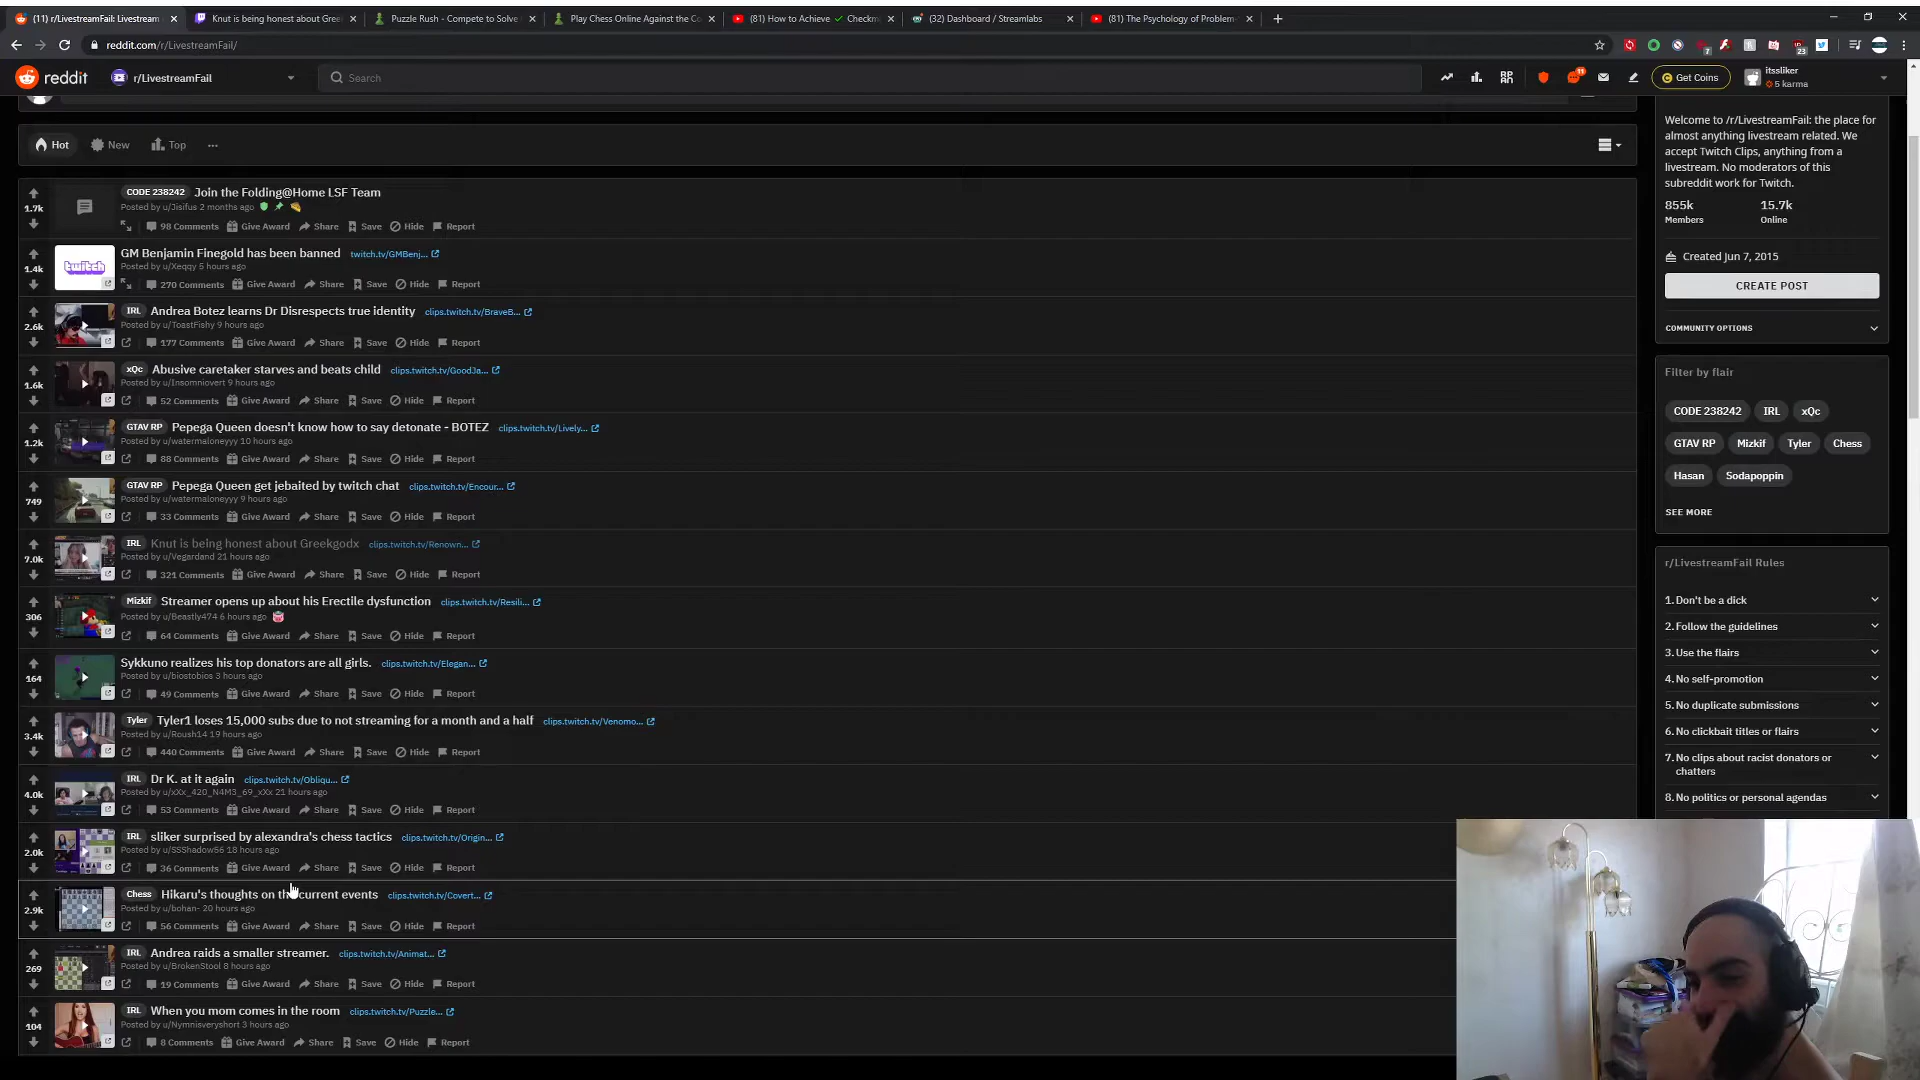 (11) r/LivestreamFail: Livestream
Knut is being honest about Greek
Puzzle Rush - Compete to Solve
Play Chess Online Against the Co
(81) How to Achieve ✓ Checkm
(32) Dashboard / Streamlabs
(81) The Psychology of Problem-
reddit.com/r/LivestreamFail/
reddit
r/LivestreamFail
Search
Get Coins
itssliker
5 karma
Hot
New
Top
CODE 238242 Join the Folding@Home LSF Team
1.7k
Posted by u/Jisifus 2 months ago
98 Comments Give Award Share Save Hide Report
GM Benjamin Finegold has been banned twitch.tv/GMBenj...
1.4k
Posted by u/Xeqqy 5 hours ago
270 Comments Give Award Share Save Hide Report
IRL Andrea Botez learns Dr Disrespects true identity clips.twitch.tv/BraveB...
2.6k
Posted by u/ToastFishy 9 hours ago
177 Comments Give Award Share Save Hide Report
xQc Abusive caretaker starves and beats child clips.twitch.tv/GoodJa...
1.6k
Posted by u/Insomniovert 9 hours ago
52 Comments Give Award Share Save Hide Report
GTAV RP Pepega Queen doesn't know how to say detonate - BOTEZ clips.twitch.tv/Lively...
1.2k
Posted by u/watermaloneyyy 10 hours ago
88 Comments Give Award Share Save Hide Report
GTAV RP Pepega Queen get jebaited by twitch chat clips.twitch.tv/Encour...
749
Posted by u/watermaloneyyy 9 hours ago
33 Comments Give Award Share Save Hide Report
IRL Knut is being honest about Greekgodx clips.twitch.tv/Renown...
7.0k
Posted by u/Vegardand 21 hours ago
321 Comments Give Award Share Save Hide Report
Mizkif Streamer opens up about his Erectile dysfunction clips.twitch.tv/Resili...
306
Posted by u/Beastly474 6 hours ago
64 Comments Give Award Share Save Hide Report
Sykkuno realizes his top donators are all girls. clips.twitch.tv/Elegan...
164
Posted by u/biostobios 3 hours ago
49 Comments Give Award Share Save Hide Report
Tyler Tyler1 loses 15,000 subs due to not streaming for a month and a half clips.twitch.tv/Venomo...
3.4k
Posted by u/Roush14 19 hours ago
440 Comments Give Award Share Save Hide Report
IRL Dr K. at it again clips.twitch.tv/Obliqu...
4.0k
Posted by u/xXx_420_N4M3_69_xXx 21 hours ago
53 Comments Give Award Share Save Hide Report
IRL sliker surprised by alexandra's chess tactics clips.twitch.tv/Origin...
2.0k
Posted by u/SSShadow56 18 hours ago
36 Comments Give Award Share Save Hide Report
Chess Hikaru's thoughts on the current events clips.twitch.tv/Covert...
2.9k
Posted by u/bohan- 20 hours ago
56 Comments Give Award Share Save Hide Report
IRL Andrea raids a smaller streamer. clips.twitch.tv/Animat...
269
Posted by u/BrokenStool 8 hours ago
19 Comments Give Award Share Save Hide Report
IRL When you mom comes in the room clips.twitch.tv/Puzzle...
104
Posted by u/Nymnisveryshort 3 hours ago
8 Comments Give Award Share Save Hide Report
Welcome to /r/LivestreamFail: the place for
almost anything livestream related. We
accept Twitch Clips, anything from a
livestream. No moderators of this
subreddit work for Twitch.
855k 15.7k
Members Online
Created Jun 7, 2015
CREATE POST
COMMUNITY OPTIONS
Filter by flair
CODE 238242 IRL xQc
GTAV RP Mizkif Tyler Chess
Hasan Sodapoppin
SEE MORE
r/LivestreamFail Rules
1. Don't be a dick
2. Follow the guidelines
3. Use the flairs
4. No self-promotion
5. No duplicate submissions
6. No clickbait titles or flairs
7. No clips about racist donators or
chatters
8. No politics or personal agendas